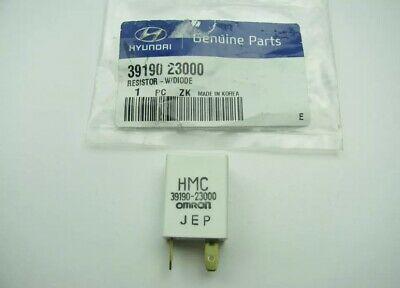 HYUNDAI
Genuine Parts
39190 23000
RESISTOR - W/DIODE
1 PC ZK MADE IN KOREA
E
HMC
39190-23000
OMRON
JEP